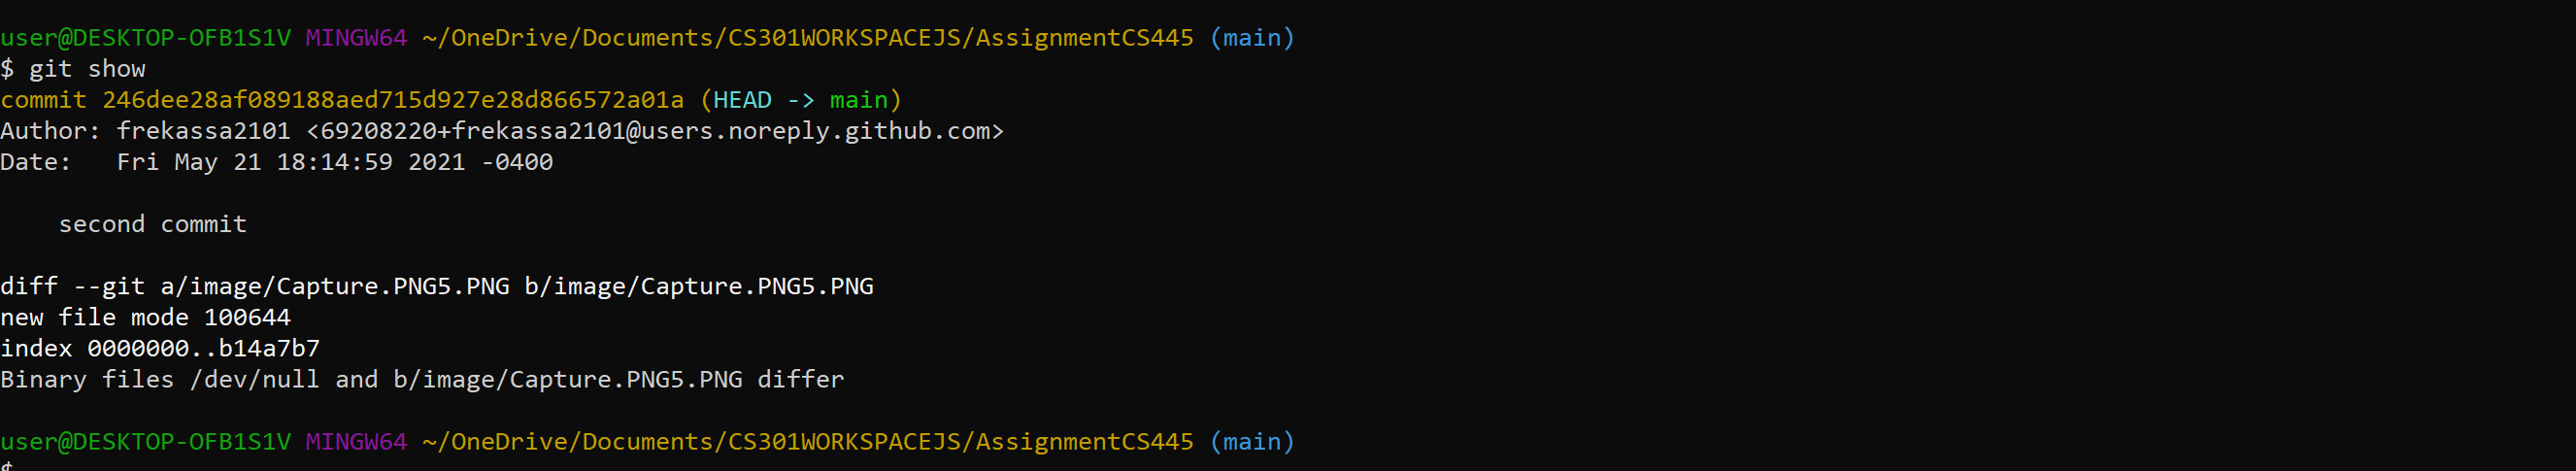 user@DESKTOP-OFB1S1V MINGW64 ~/OneDrive/Documents/CS301WORKSPACEJS/AssignmentCS445 (main)
$ git show
commit 246dee28af089188aed715d927e28d866572a01a (HEAD -> main)
Author: frekassa2101 <69208220+frekassa2101@users.noreply.github.com>
Date:   Fri May 21 18:14:59 2021 -0400
    second commit
diff --git a/image/Capture.PNG5.PNG b/image/Capture.PNG5.PNG
new file mode 100644
index 0000000..b14a7b7
Binary files /dev/null and b/image/Capture.PNG5.PNG differ
user@DESKTOP-OFB1S1V MINGW64 ~/OneDrive/Documents/CS301WORKSPACEJS/AssignmentCS445 (main)
$